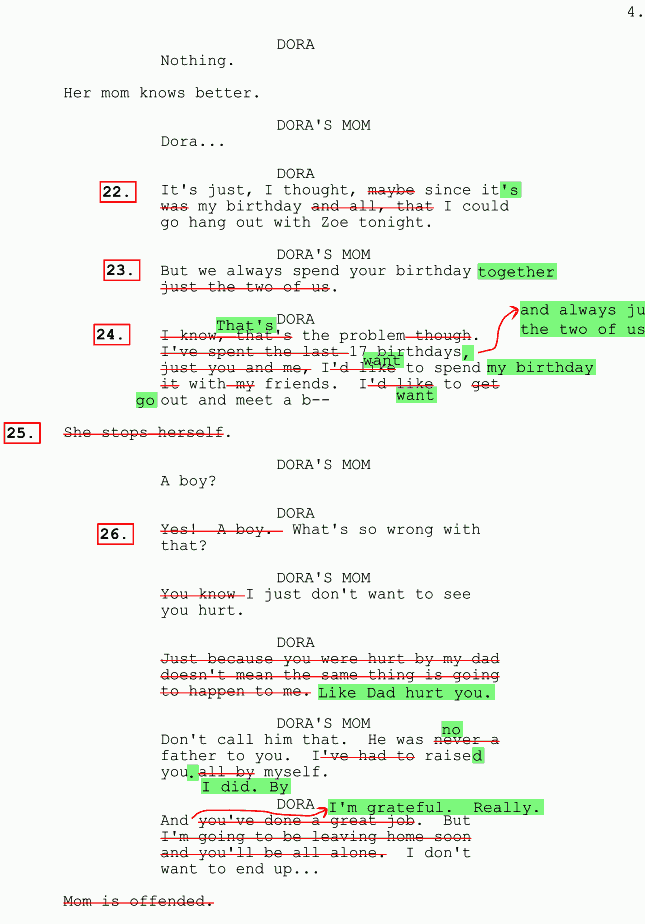 4.
DORA
Nothing.
Her mom knows better.
DORA'S MOM
Dora...
DORA
22. It's just, I thought, maybe since it's
was my birthday and all, that I could
go hang out with Zoe tonight.
DORA'S MOM
23. But we always spend your birthday together
just the two of us.
and always ju
the two of us
That's DORA
24. I know, that's the problem though.
I've spent the last 17 birthdays,
want
just you and me, I'd like to spend my birthday
it with my friends. I'd like to get
want
go out and meet a b--
25. She stops herself.
DORA'S MOM
A boy?
DORA
26. Yes! A boy. What's so wrong with
that?
DORA'S MOM
You know I just don't want to see
you hurt.
DORA
Just because you were hurt by my dad
doesn't mean the same thing is going
to happen to me. Like Dad hurt you.
DORA'S MOM
no
Don't call him that. He was never a
father to you. I've had to raised
you. all by myself.
I did. By
DORA I'm grateful. Really.
And you've done a great job. But
I'm going to be leaving home soon
and you'll be all alone. I don't
want to end up...
Mom is offended.